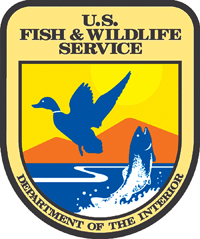 U.S.
FISH & WILDLIFE
SERVICE
DEPARTMENT OF THE INTERIOR